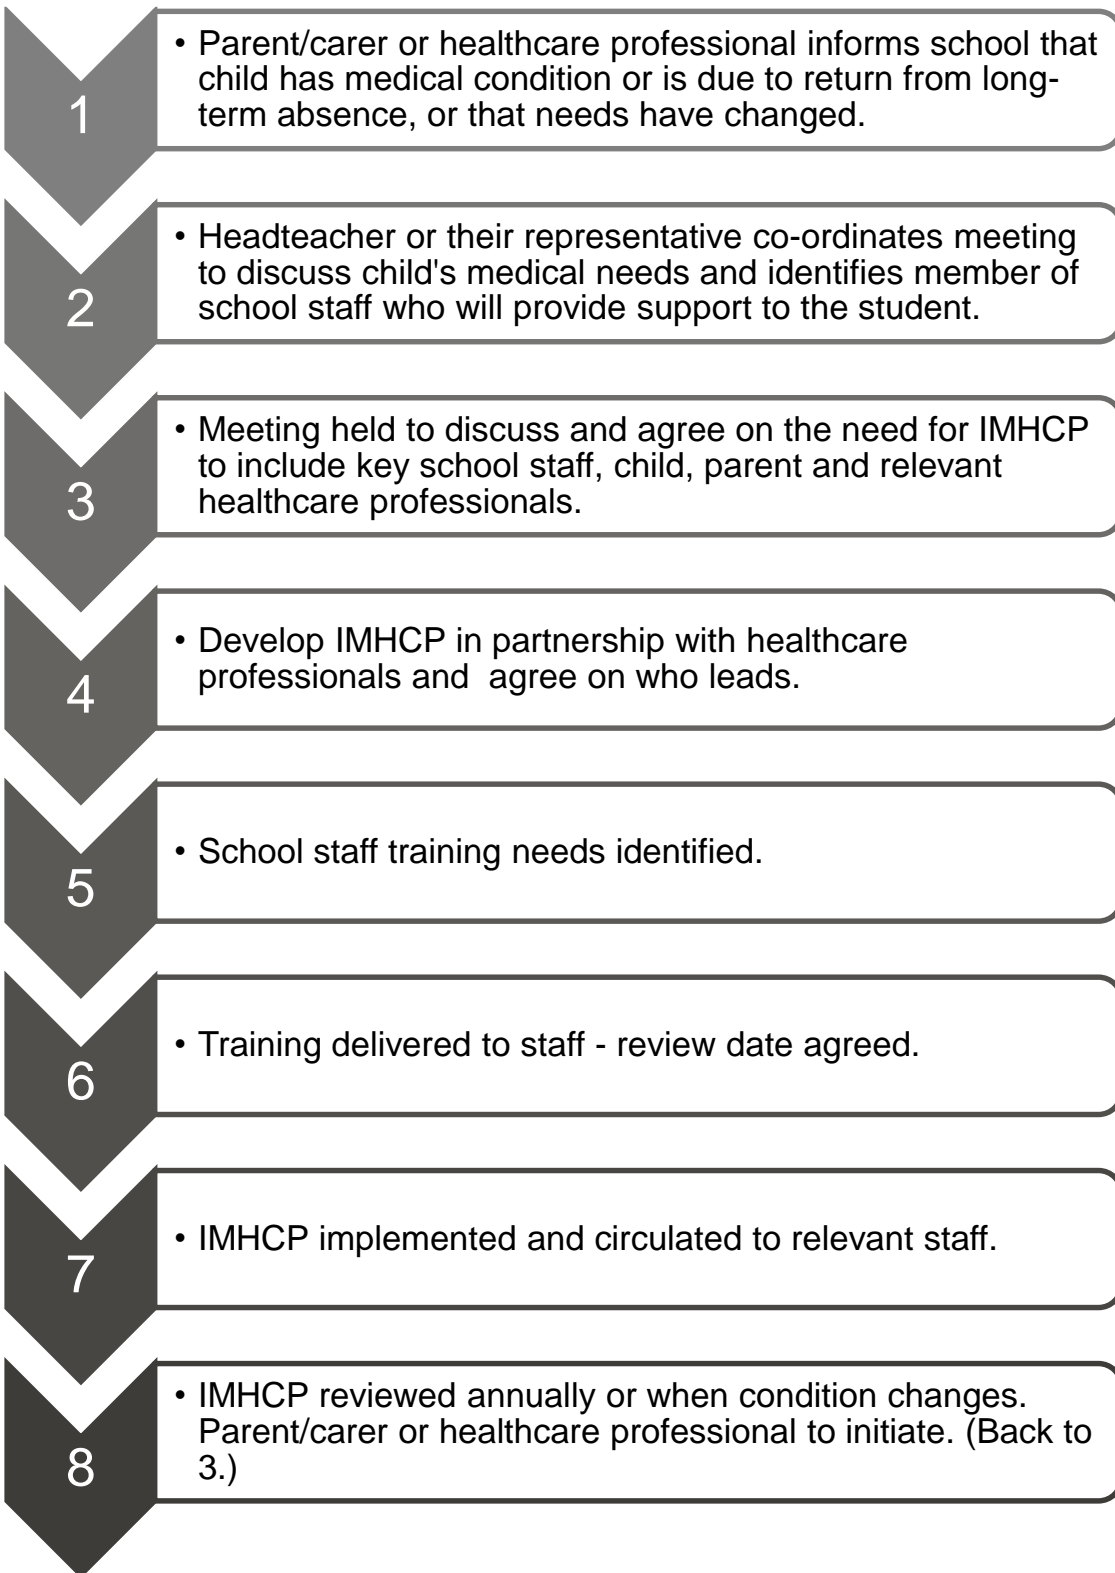 1
• Parent/carer or healthcare professional informs school that
child has medical condition or is due to return from long-
term absence, or that needs have changed.
2
• Headteacher or their representative co-ordinates meeting
to discuss child's medical needs and identifies member of
school staff who will provide support to the student.
3
• Meeting held to discuss and agree on the need for IMHCP
to include key school staff, child, parent and relevant
healthcare professionals.
4
• Develop IMHCP in partnership with healthcare
professionals and  agree on who leads.
5
• School staff training needs identified.
6
• Training delivered to staff - review date agreed.
7
• IMHCP implemented and circulated to relevant staff.
8
• IMHCP reviewed annually or when condition changes.
Parent/carer or healthcare professional to initiate. (Back to
3.)